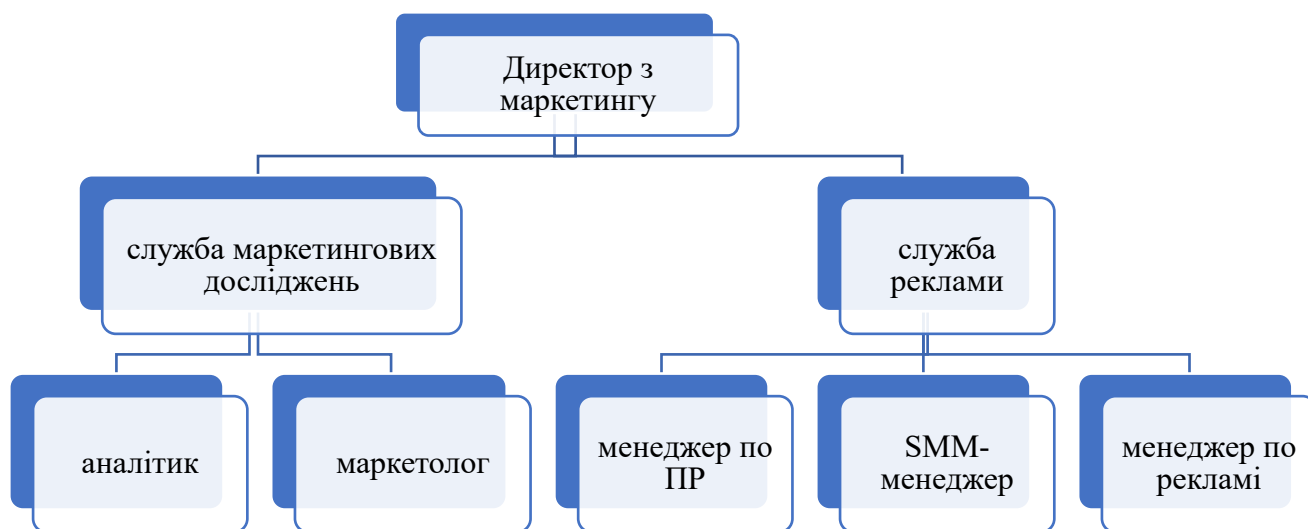 Директор з
маркетингу
служба маркетингових
досліджень
служба
реклами
аналітик
маркетолог
менеджер по
ПР
SMM-
менеджер
менеджер по
рекламі